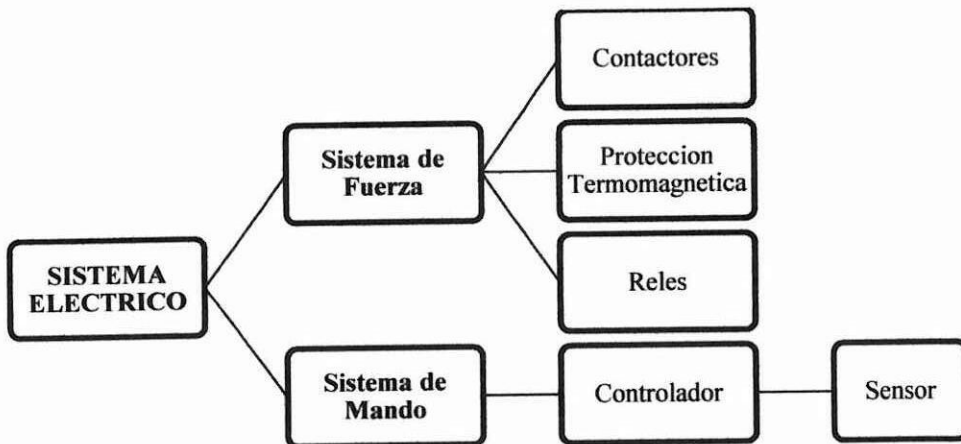 SISTEMA
ELECTRICO
Sistema de
Fuerza
Contactores
Proteccion
Termomagnetica
Reles
Sistema de
Mando
Controlador
Sensor